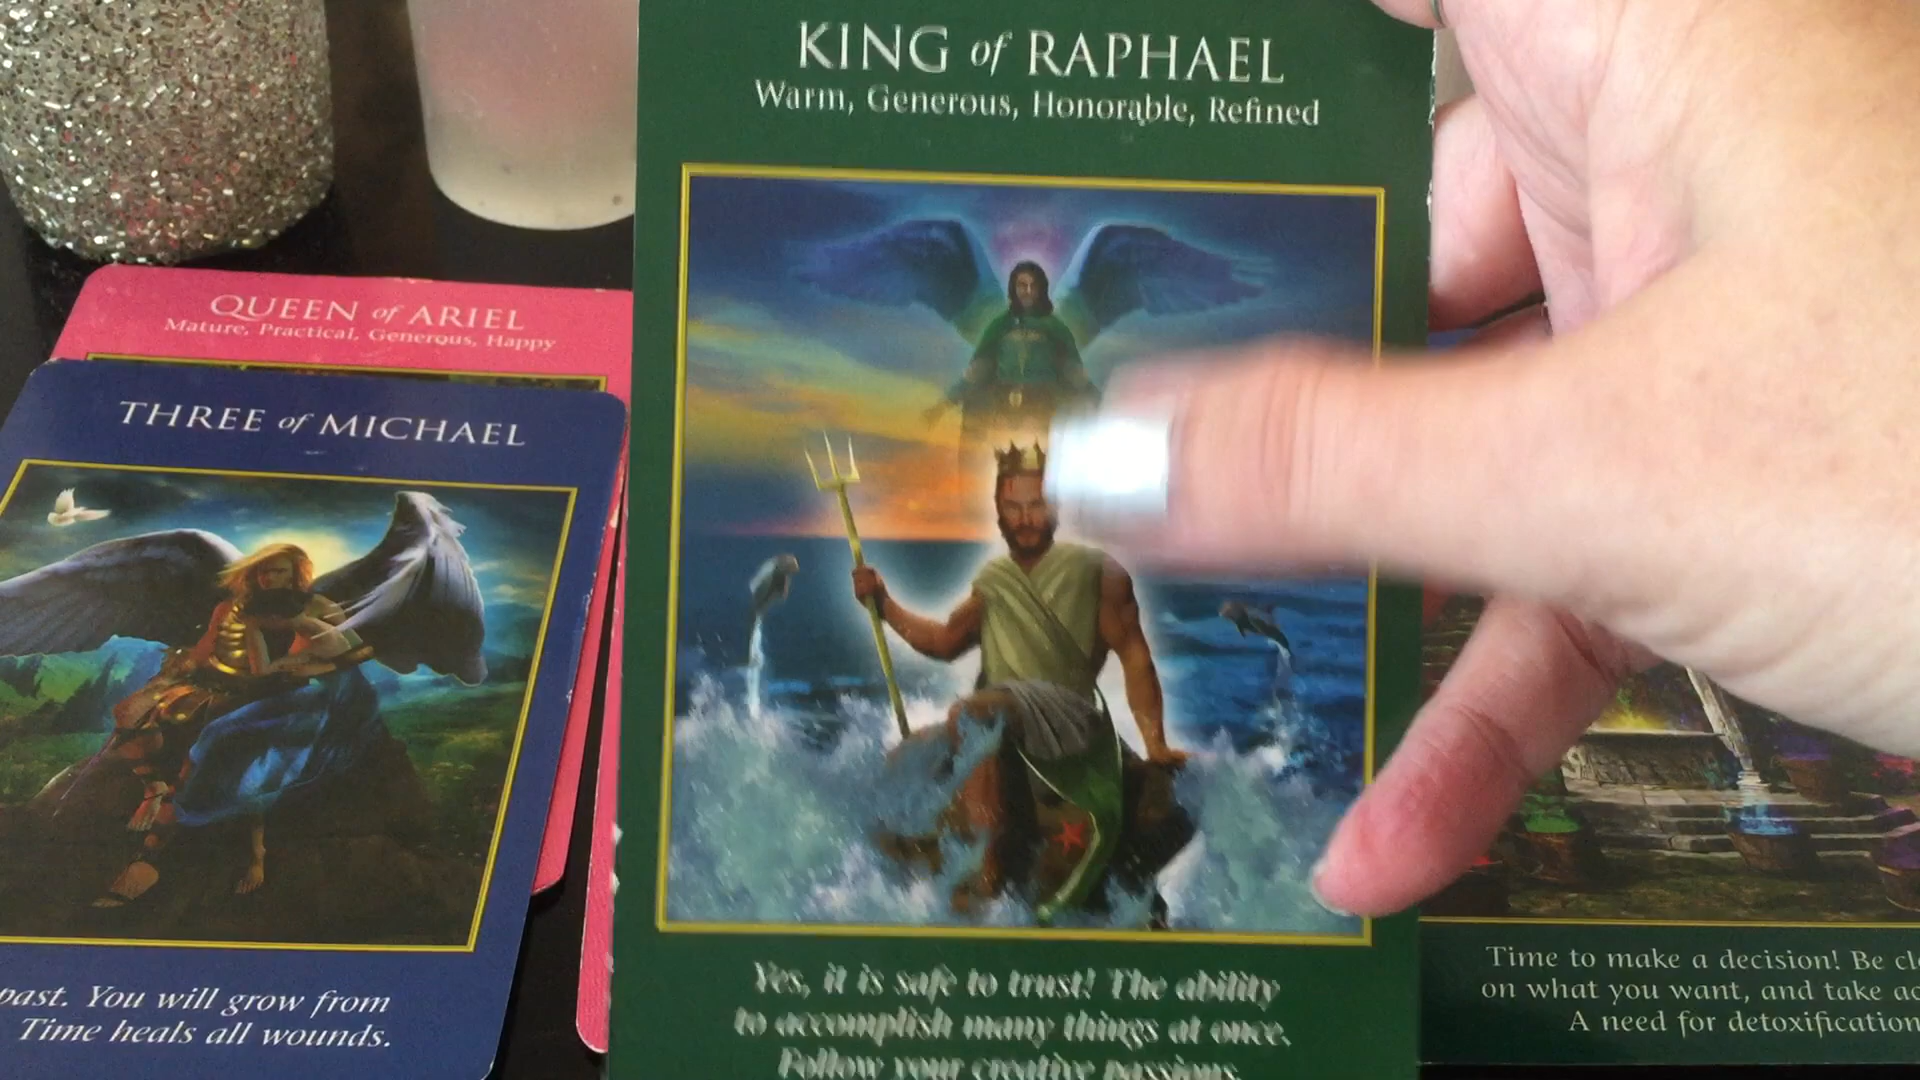 KING of RAPHAEL
Warm, Generous, Honorable, Refined
QUEEN of ARIEL
Mature, Practical, Generous, Happy
THREE of MICHAEL
past. You will grow from
Time heals all wounds.
Yes, it is safe to trust! The ability
to accomplish many things at once.
Follow your creative passions.
Time to make a decision! Be
on what you want, and take
A need for detoxification